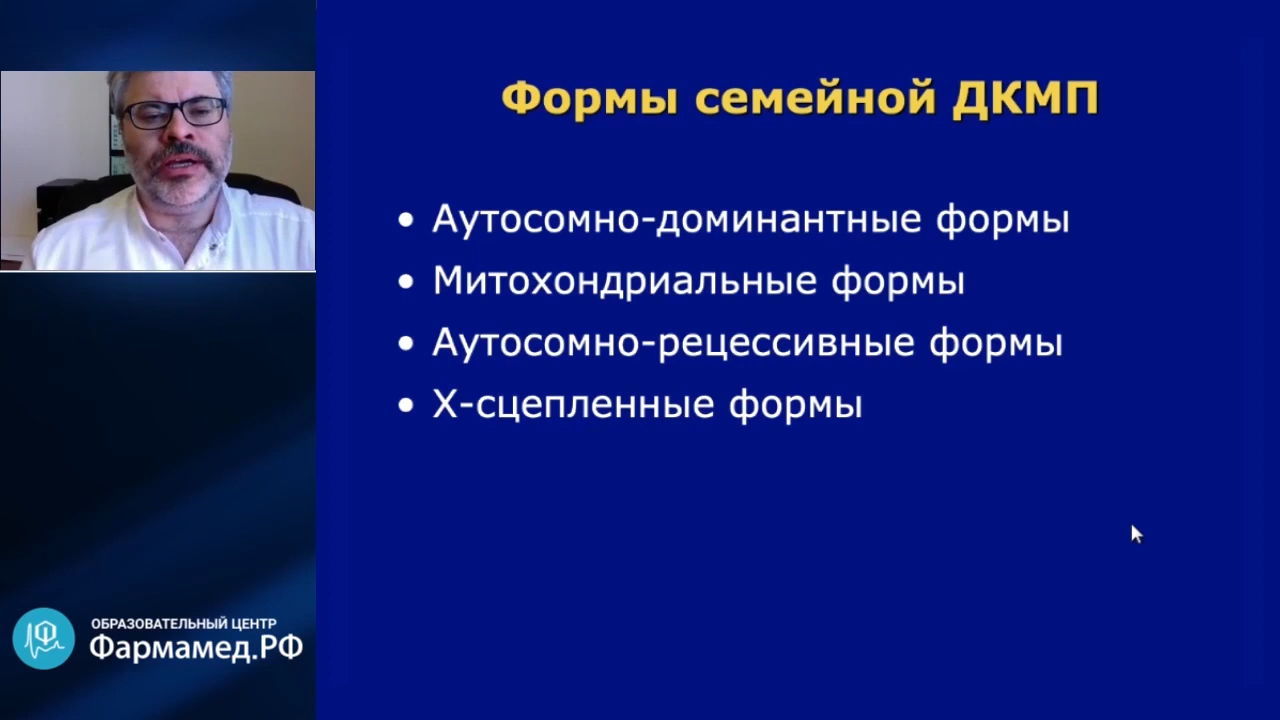 Формы семейной ДКМП
• Аутосомно-доминантные формы
• Митохондриальные формы
• Аутосомно-рецессивные формы
• Х-сцепленные формы
ОБРАЗОВАТЕЛЬНЫЙ ЦЕНТР
Фармамед.РФ